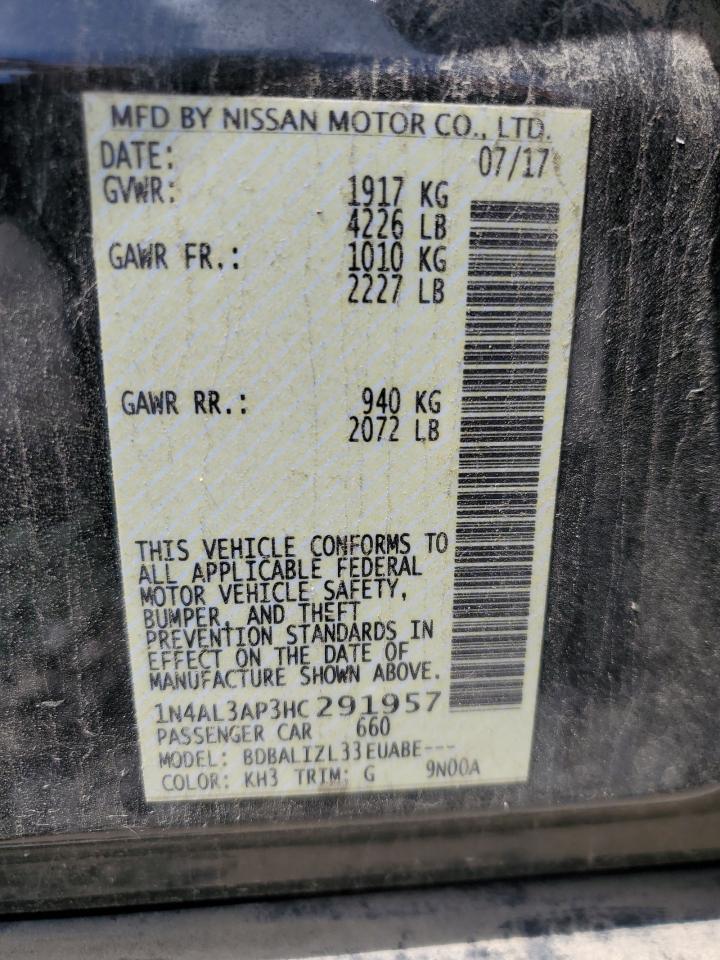 MFD BY NISSAN MOTOR CO., LTD.
DATE: 07/17
GVWR: 1917 KG
4226 LB
GAWR FR.: 1010 KG
2227 LB
GAWR RR.: 940 KG
2072 LB
THIS VEHICLE CONFORMS TO
ALL APPLICABLE FEDERAL
MOTOR VEHICLE SAFETY,
BUMPER, AND THEFT
PREVENTION STANDARDS IN
EFFECT ON THE DATE OF
MANUFACTURE SHOWN ABOVE.
1N4AL3AP3HC291957
PASSENGER CAR 660
MODEL: BDBALIZL33EUABE---
COLOR: KH3 TRIM: G 9N00A